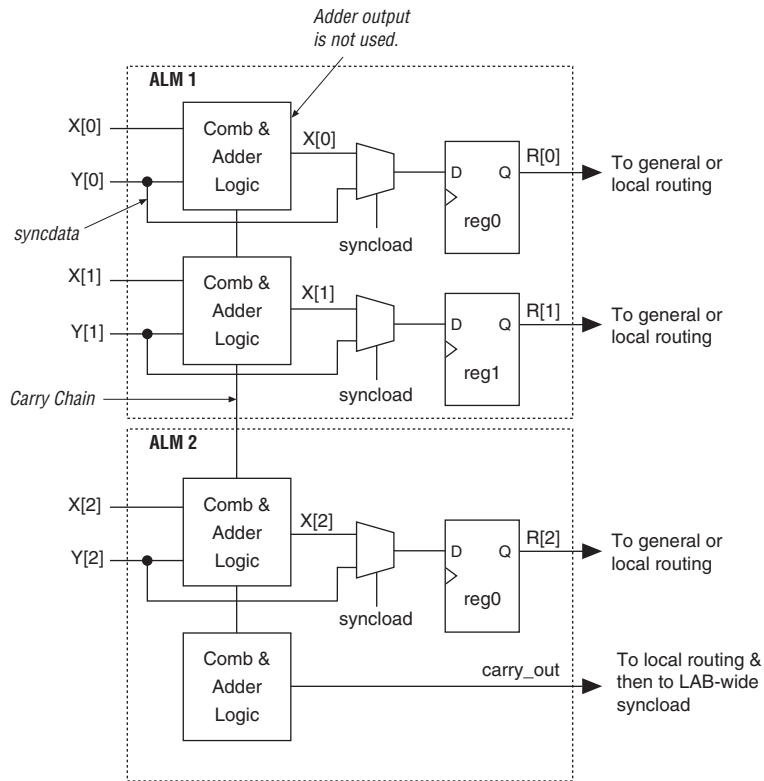 Adder output
is not used.
ALM 1
X[0]
Comb &
Adder
Logic
X[0]
Y[0]
syncdata
syncload
D Q
reg0
R[0]
To general or
local routing
X[1]
Comb &
Adder
Logic
X[1]
Y[1]
syncload
D Q
reg1
R[1]
To general or
local routing
Carry Chain
ALM 2
X[2]
Comb &
Adder
Logic
X[2]
Y[2]
syncload
D Q
reg0
R[2]
To general or
local routing
Comb &
Adder
Logic
carry_out
To local routing &
then to LAB-wide
syncload